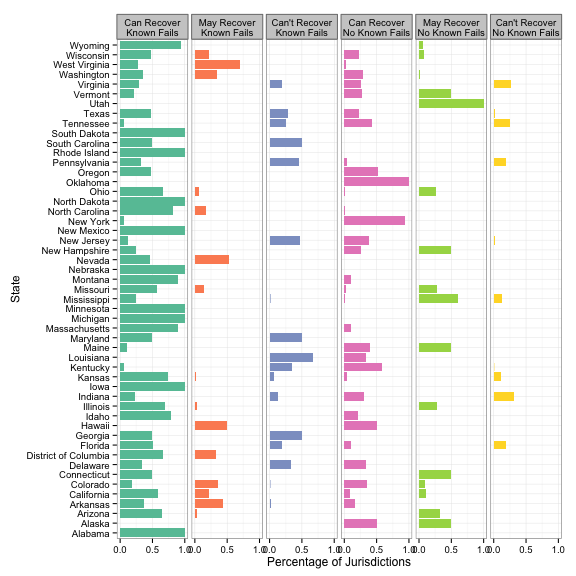 Can Recover May Recover Can't Recover Can Recover May Recover Can't Recover
Known Fails Known Fails Known Fails No Known Fails No Known Fails No Known Fails
Wyoming
Wisconsin
West Virginia
Washington
Virginia
Vermont
Utah
Texas
Tennessee
South Dakota
South Carolina
Rhode Island
Pennsylvania
Oregon
Oklahoma
Ohio
North Dakota
North Carolina
New York
New Mexico
New Jersey
New Hampshire
Nevada
Nebraska
Montana
Missouri
Mississippi
Minnesota
Michigan
Massachusetts
Maryland
Maine
Louisiana
Kentucky
Kansas
Iowa
Indiana
Illinois
Idaho
Hawaii
Georgia
Florida
District of Columbia
Delaware
Connecticut
Colorado
California
Arkansas
Arizona
Alaska
Alabama
State
0.0 0.5 1.0 0.0 0.5 1.0 0.0 0.5 1.0 0.0 0.5 1.0 0.0 0.5 1.0 0.0 0.5 1.0
Percentage of Jurisdictions